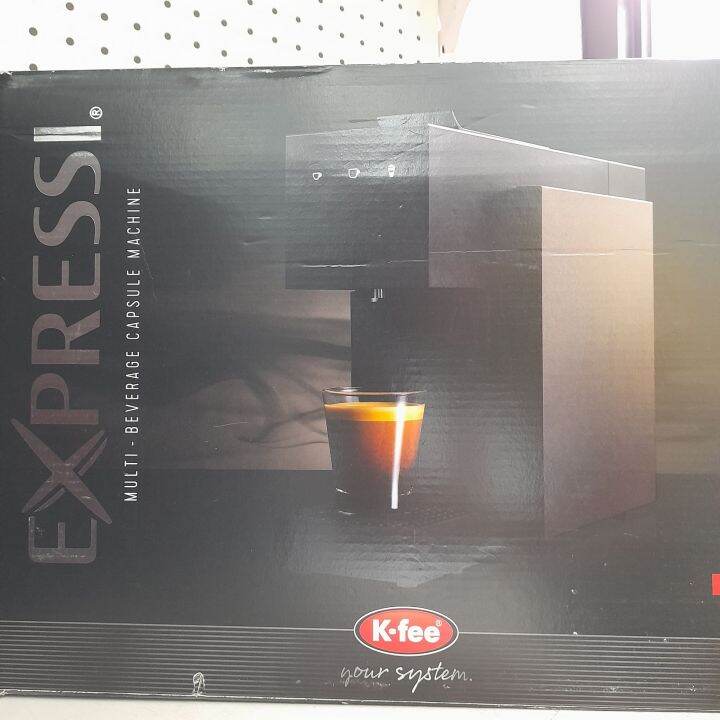 EXPRESSI®
MULTI - BEVERAGE CAPSULE MACHINE
K-fee®
your system.